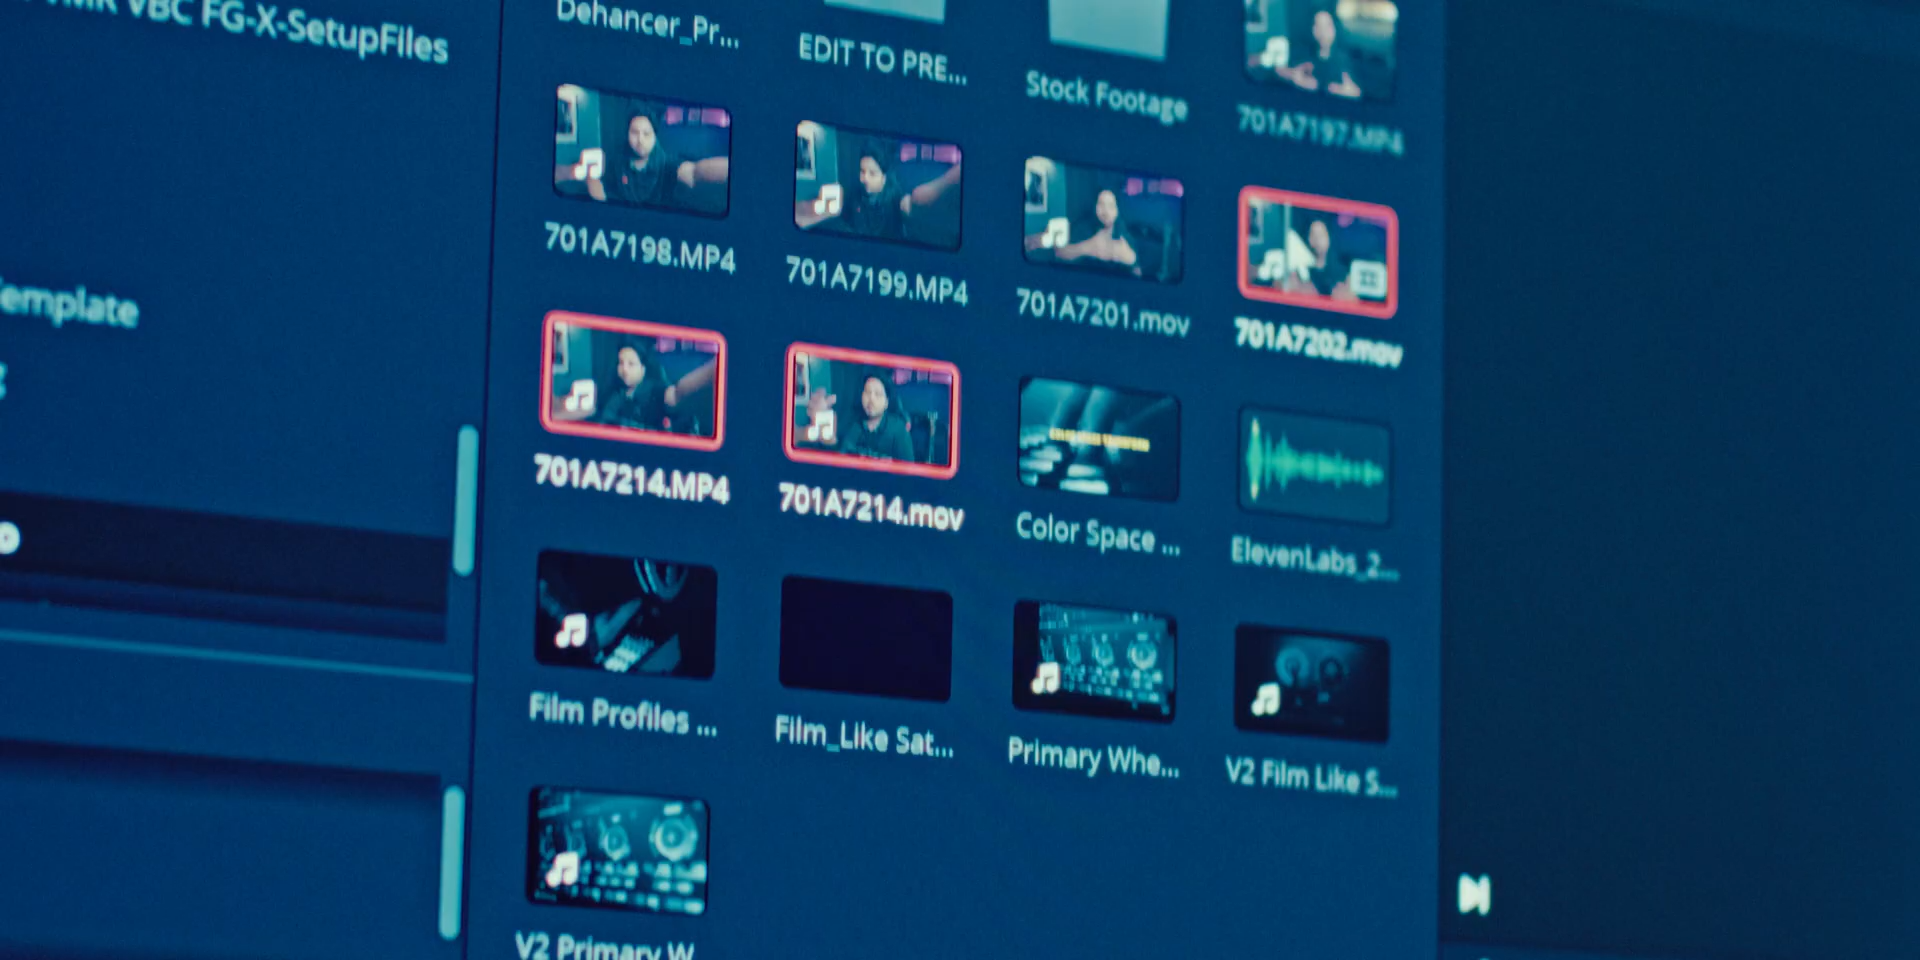 VBC FG-X-SetupFiles
Template
Dehancer_Pr...
EDIT TO PRE...
Stock Footage
701A7197.MP4
701A7198.MP4
701A7199.MP4
701A7201.mov
701A7202.mov
701A7214.MP4
701A7214.mov
Color Space ...
ElevenLabs_2...
Film Profiles ...
Film_Like Sat...
Primary Whe...
V2 Film Like S...
V2 Primary W